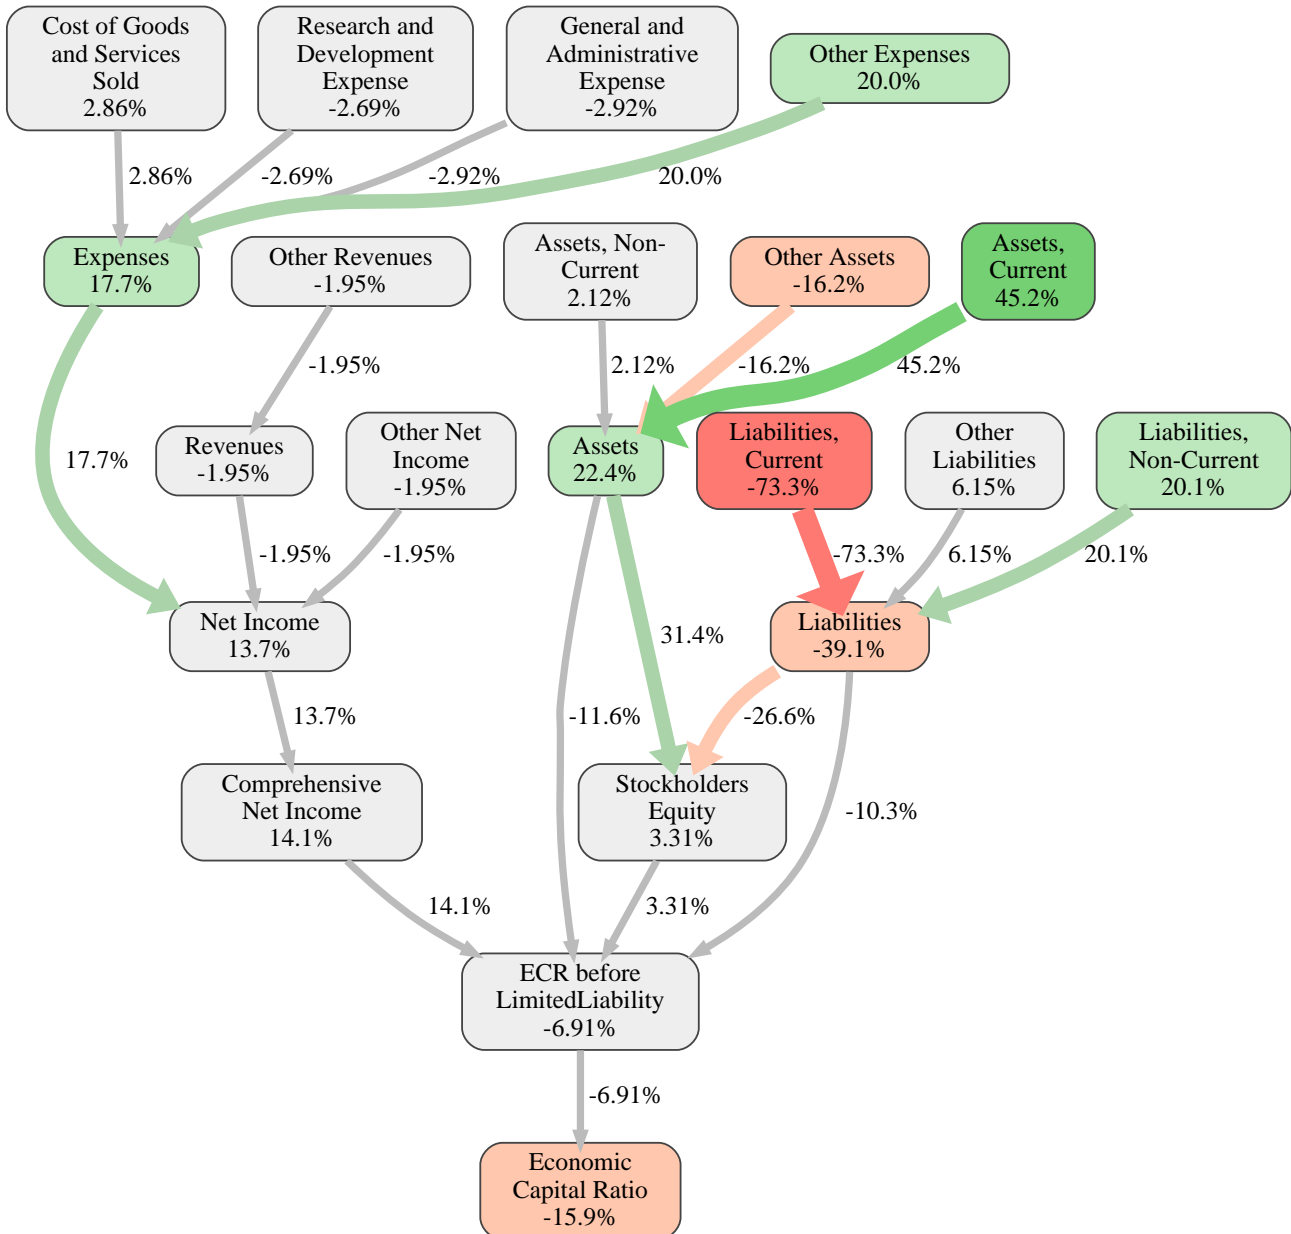 Cost of Goods
and Services
Sold
2.86%
Research and
Development
Expense
-2.69%
General and
Administrative
Expense
-2.92%
Other Expenses
20.0%
2.86%
-2.69%
-2.92%
20.0%
Expenses
17.7%
Other Revenues
-1.95%
Assets, Non-
Current
2.12%
Other Assets
-16.2%
Assets,
Current
45.2%
-1.95%
2.12%
-16.2%
45.2%
17.7%
Revenues
-1.95%
Other Net
Income
-1.95%
Assets
22.4%
Liabilities,
Current
-73.3%
Other
Liabilities
6.15%
Liabilities,
Non-Current
20.1%
-1.95%
-1.95%
-73.3%
6.15%
20.1%
Net Income
13.7%
31.4%
Liabilities
-39.1%
13.7%
-11.6%
-26.6%
Comprehensive
Net Income
14.1%
Stockholders
Equity
3.31%
-10.3%
14.1%
3.31%
ECR before
LimitedLiability
-6.91%
-6.91%
Economic
Capital Ratio
-15.9%